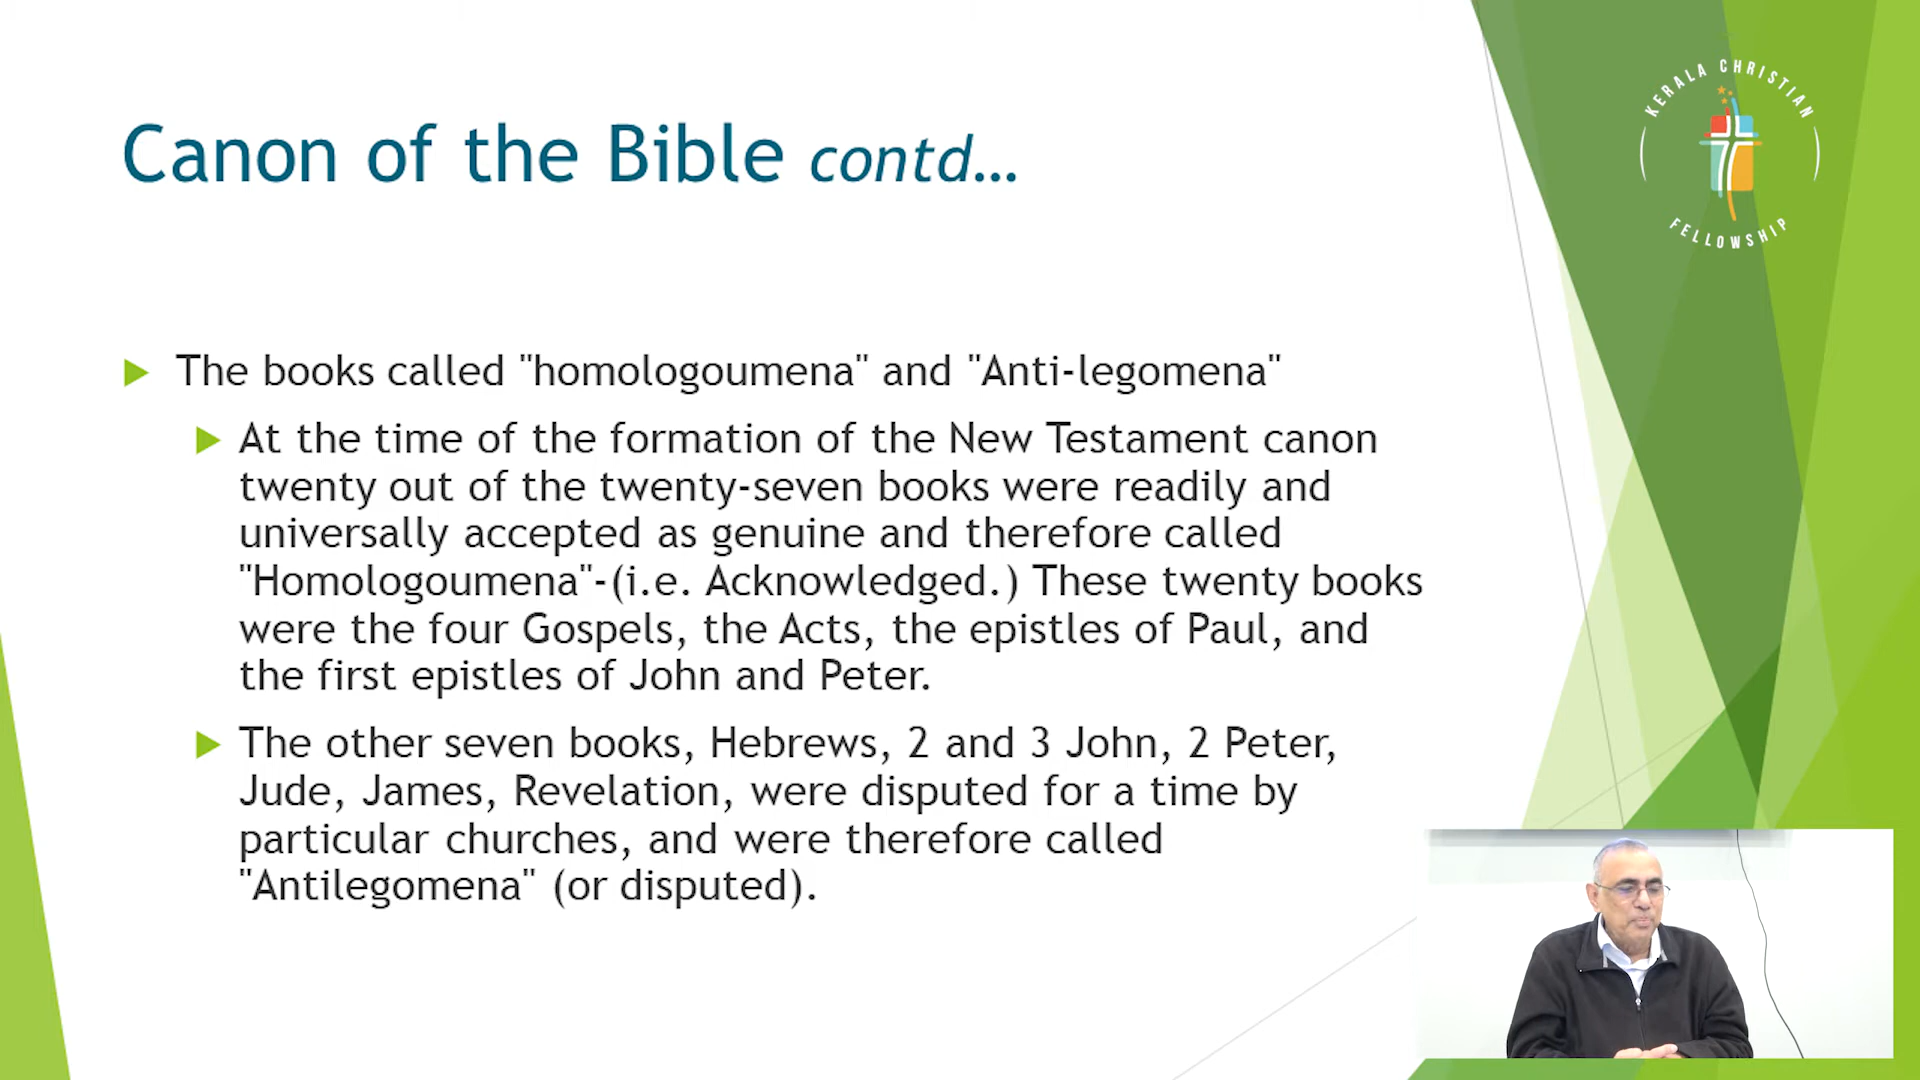 KERALA CHRISTIAN
FELLOWSHIP
Canon of the Bible contd...
The books called "homologoumena" and "Anti-legomena"
At the time of the formation of the New Testament canon
twenty out of the twenty-seven books were readily and
universally accepted as genuine and therefore called
"Homologoumena"-(i.e. Acknowledged.) These twenty books
were the four Gospels, the Acts, the epistles of Paul, and
the first epistles of John and Peter.
The other seven books, Hebrews, 2 and 3 John, 2 Peter,
Jude, James, Revelation, were disputed for a time by
particular churches, and were therefore called
"Antilegomena" (or disputed).